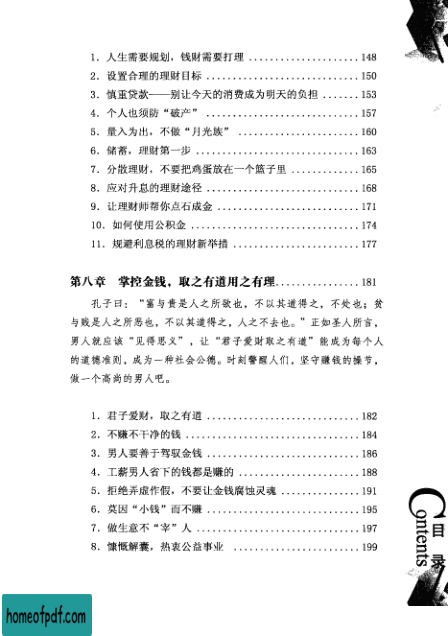 1. 人生需要规划，钱财需要打理 ………………… 148
2. 设置合理的理财目标 ………………………… 150
3. 慎重贷款——别让今天的消费成为明天的负担 ……… 153
4. 个人也须防“破产” ………………………… 157
5. 量入为出，不做“月光族” …………………… 160
6. 储蓄，理财第一步 ………………………… 163
7. 分散理财，不要把鸡蛋放在一个篮子里 ………… 165
8. 应对升息的理财途径 ………………………… 168
9. 让理财师帮你点石成金 ……………………… 171
10. 如何使用公积金 …………………………… 174
11. 规避利息税的理财新举措 …………………… 177
第八章 掌控金钱，取之有道用之有理 ……………… 181
孔子曰：“富与贵是人之所欲也，不以其道得之，不处也；贫
与贱是人之所恶也，不以其道得之，人之不去也。”正如圣人所言，
男人就应该“见得思义”，让“君子爱财取之有道”能成为每个人
的道德准则，成为一种社会公德。时刻警醒人们，坚守赚钱的操节，
做一个高尚的男人吧。
1. 君子爱财，取之有道 ………………………… 182
2. 不赚不干净的钱 …………………………… 184
3. 男人要善于驾驭金钱 ………………………… 186
4. 工薪男人省下的钱都是赚的 …………………… 188
5. 拒绝弄虚作假，不要让金钱腐蚀灵魂 …………… 191
6. 莫因“小钱”而不赚 ………………………… 195
7. 做生意不“宰”人 …………………………… 197
8. 慷慨解囊，热衷公益事业 …………………… 199
目录
Contents
homeofpdf.com